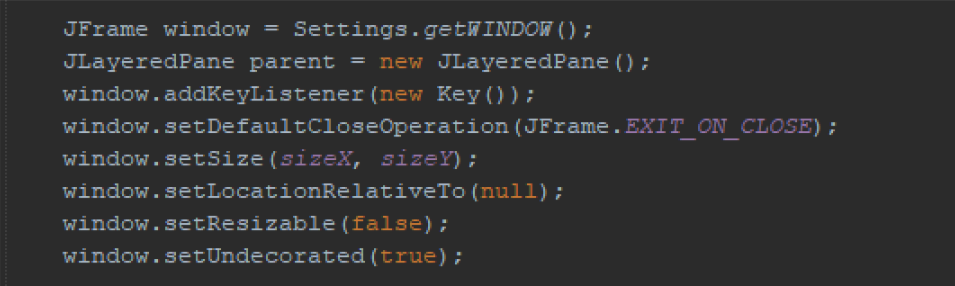 JFrame window = Settings.getWINDOW();
JLayeredPane parent = new JLayeredPane();
window.addKeyListener(new Key());
window.setDefaultCloseOperation(JFrame.EXIT_ON_CLOSE);
window.setSize(sizeX, sizeY);
window.setLocationRelativeTo(null);
window.setResizable(false);
window.setUndecorated(true);